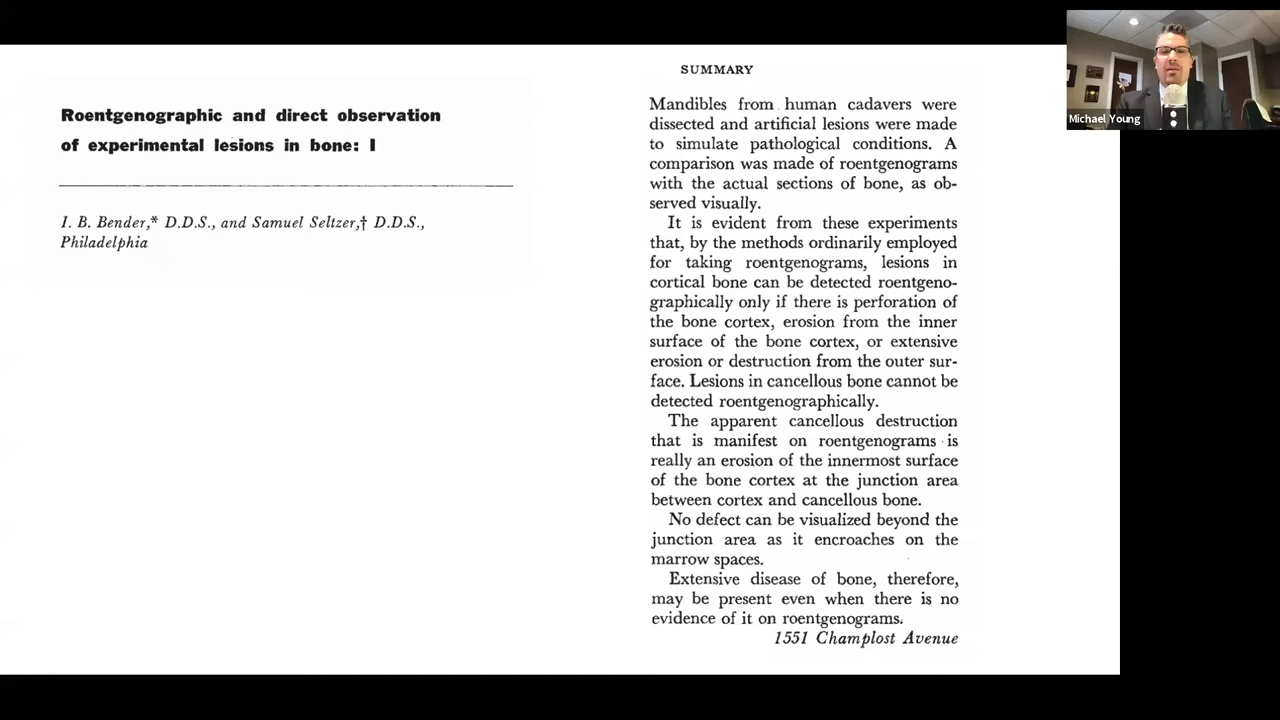 Roentgenographic and direct observation
of experimental lesions in bone: I
I. B. Bender,* D.D.S., and Samuel Seltzer,† D.D.S.,
Philadelphia
SUMMARY
Mandibles from human cadavers were
dissected and artificial lesions were made
to simulate pathological conditions. A
comparison was made of roentgenograms
with the actual sections of bone, as ob-
served visually.
It is evident from these experiments
that, by the methods ordinarily employed
for taking roentgenograms, lesions in
cortical bone can be detected roentgeno-
graphically only if there is perforation of
the bone cortex, erosion from the inner
surface of the bone cortex, or extensive
erosion or destruction from the outer sur-
face. Lesions in cancellous bone cannot be
detected roentgenographically.
The apparent cancellous destruction
that is manifest on roentgenograms is
really an erosion of the innermost surface
of the bone cortex at the junction area
between cortex and cancellous bone.
No defect can be visualized beyond the
junction area as it encroaches on the
marrow spaces.
Extensive disease of bone, therefore,
may be present even when there is no
evidence of it on roentgenograms.
1551 Champlost Avenue
Michael Young